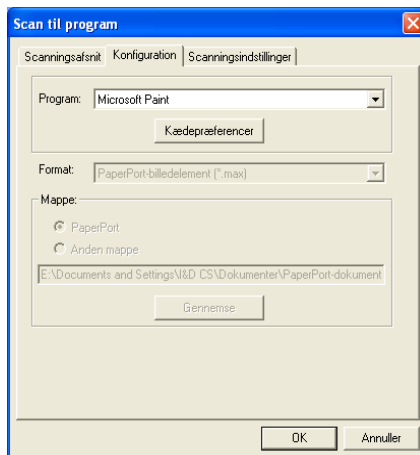 Scan til program
Scanningsafsnit Konfiguration Scanningsindstillinger
Program: Microsoft Paint
Kædepræferencer
Format: PaperPort-billedelement (*.max)
Mappe:
PaperPort
Anden mappe
E:\Documents and Settings\I&D CS\Dokumenter\PaperPort-dokument
Gennemse
OK Annuller